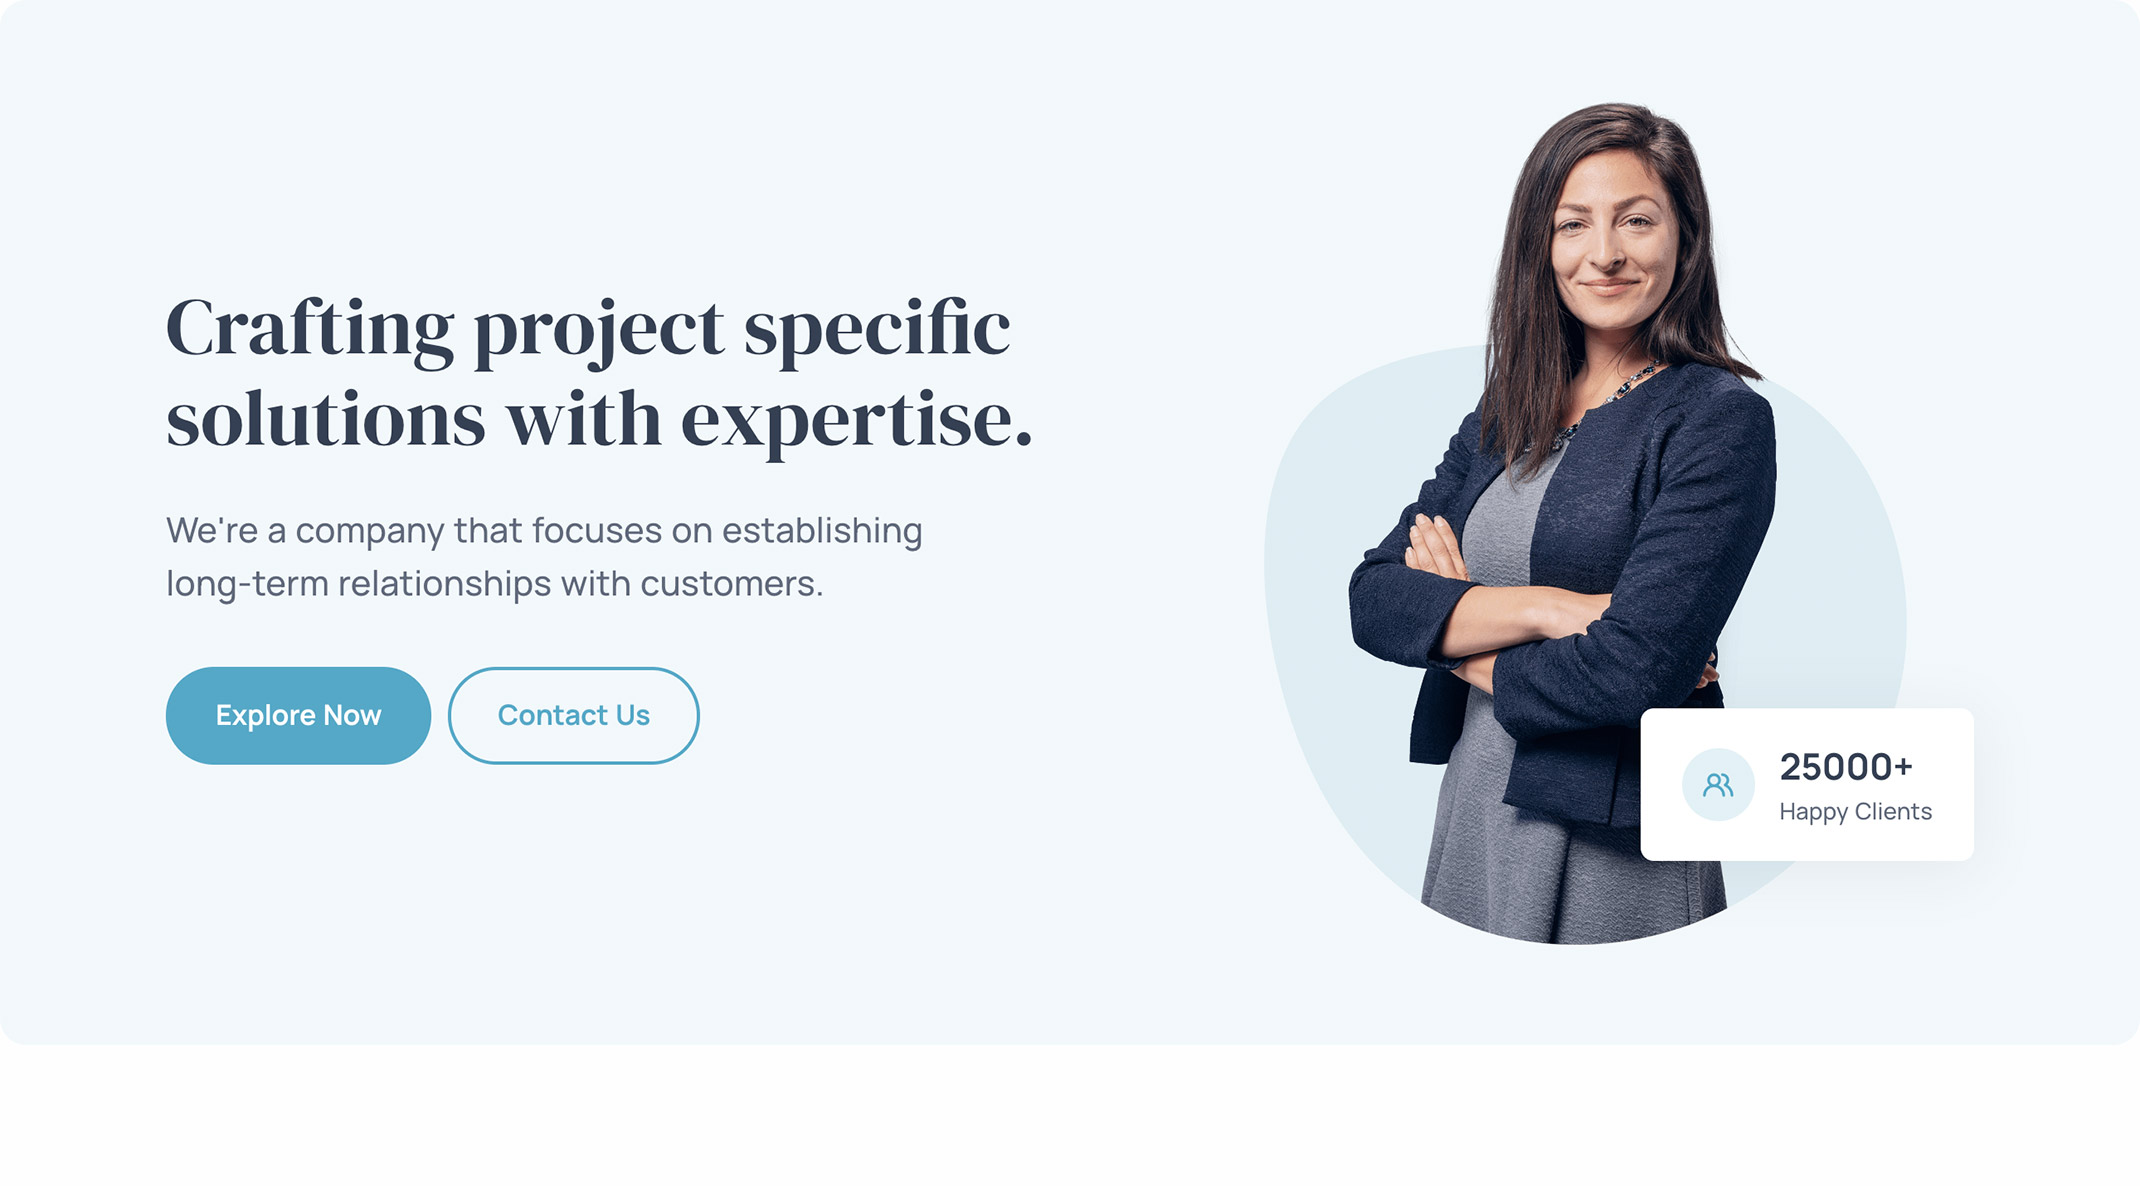 Crafting project specific
solutions with expertise.
We're a company that focuses on establishing
long-term relationships with customers.
Explore Now
Contact Us
25000+
Happy Clients